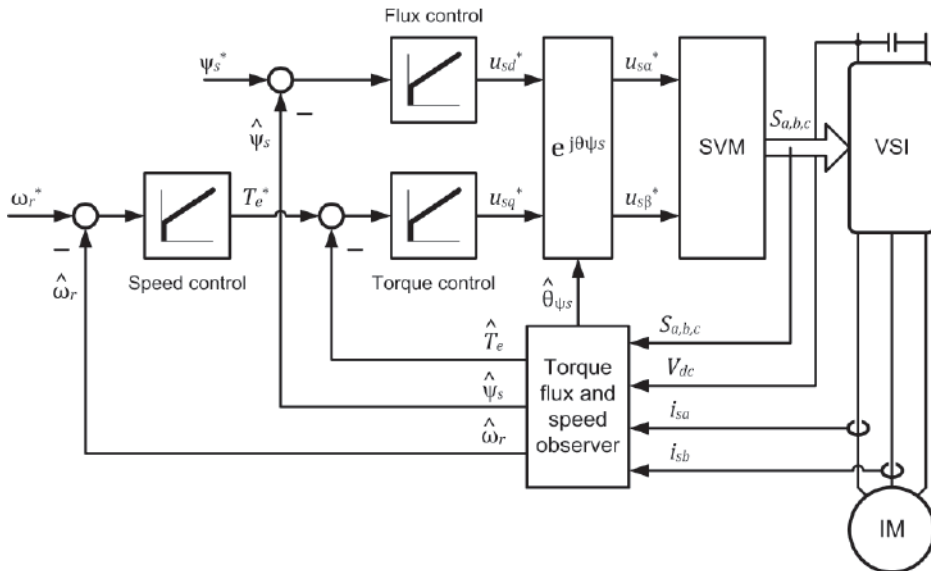 Flux control
ψs*
usd*
usα*
−
ψ̂s
e jθψs
SVM
Sa,b,c
VSI
ωr*
Te*
usq*
usβ*
−
−
ω̂r
Speed control
Torque control
θ̂ψs
T̂e
Sa,b,c
ψ̂s
Torque
flux and
speed
observer
Vdc
ω̂r
isa
isb
IM